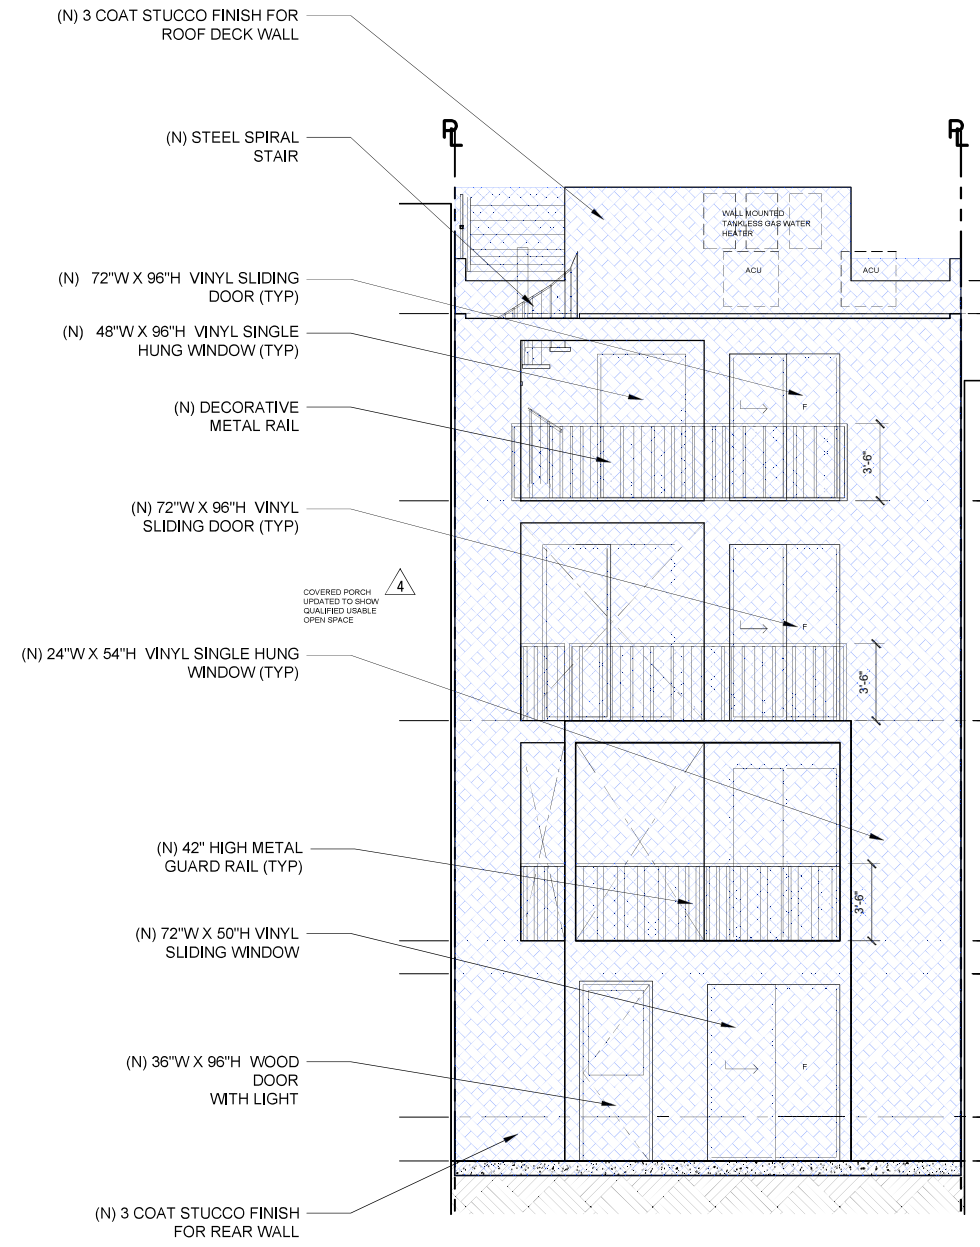 (N) 3 COAT STUCCO FINISH FOR
ROOF DECK WALL
PL
PL
(N) STEEL SPIRAL
STAIR
WALL MOUNTED
TANKLESS GAS WATER
HEATER
ACU
ACU
(N) 72"W X 96"H VINYL SLIDING
DOOR (TYP)
(N) 48"W X 96"H VINYL SINGLE
HUNG WINDOW (TYP)
F
(N) DECORATIVE
METAL RAIL
3'-6"
(N) 72"W X 96"H VINYL
SLIDING DOOR (TYP)
4
COVERED PORCH
UPDATED TO SHOW
QUALIFIED USABLE
OPEN SPACE
F
(N) 24"W X 54"H VINYL SINGLE HUNG
WINDOW (TYP)
3'-6"
(N) 42" HIGH METAL
GUARD RAIL (TYP)
3'-6"
(N) 72"W X 50"H VINYL
SLIDING WINDOW
(N) 36"W X 96"H WOOD
DOOR
WITH LIGHT
F
(N) 3 COAT STUCCO FINISH
FOR REAR WALL